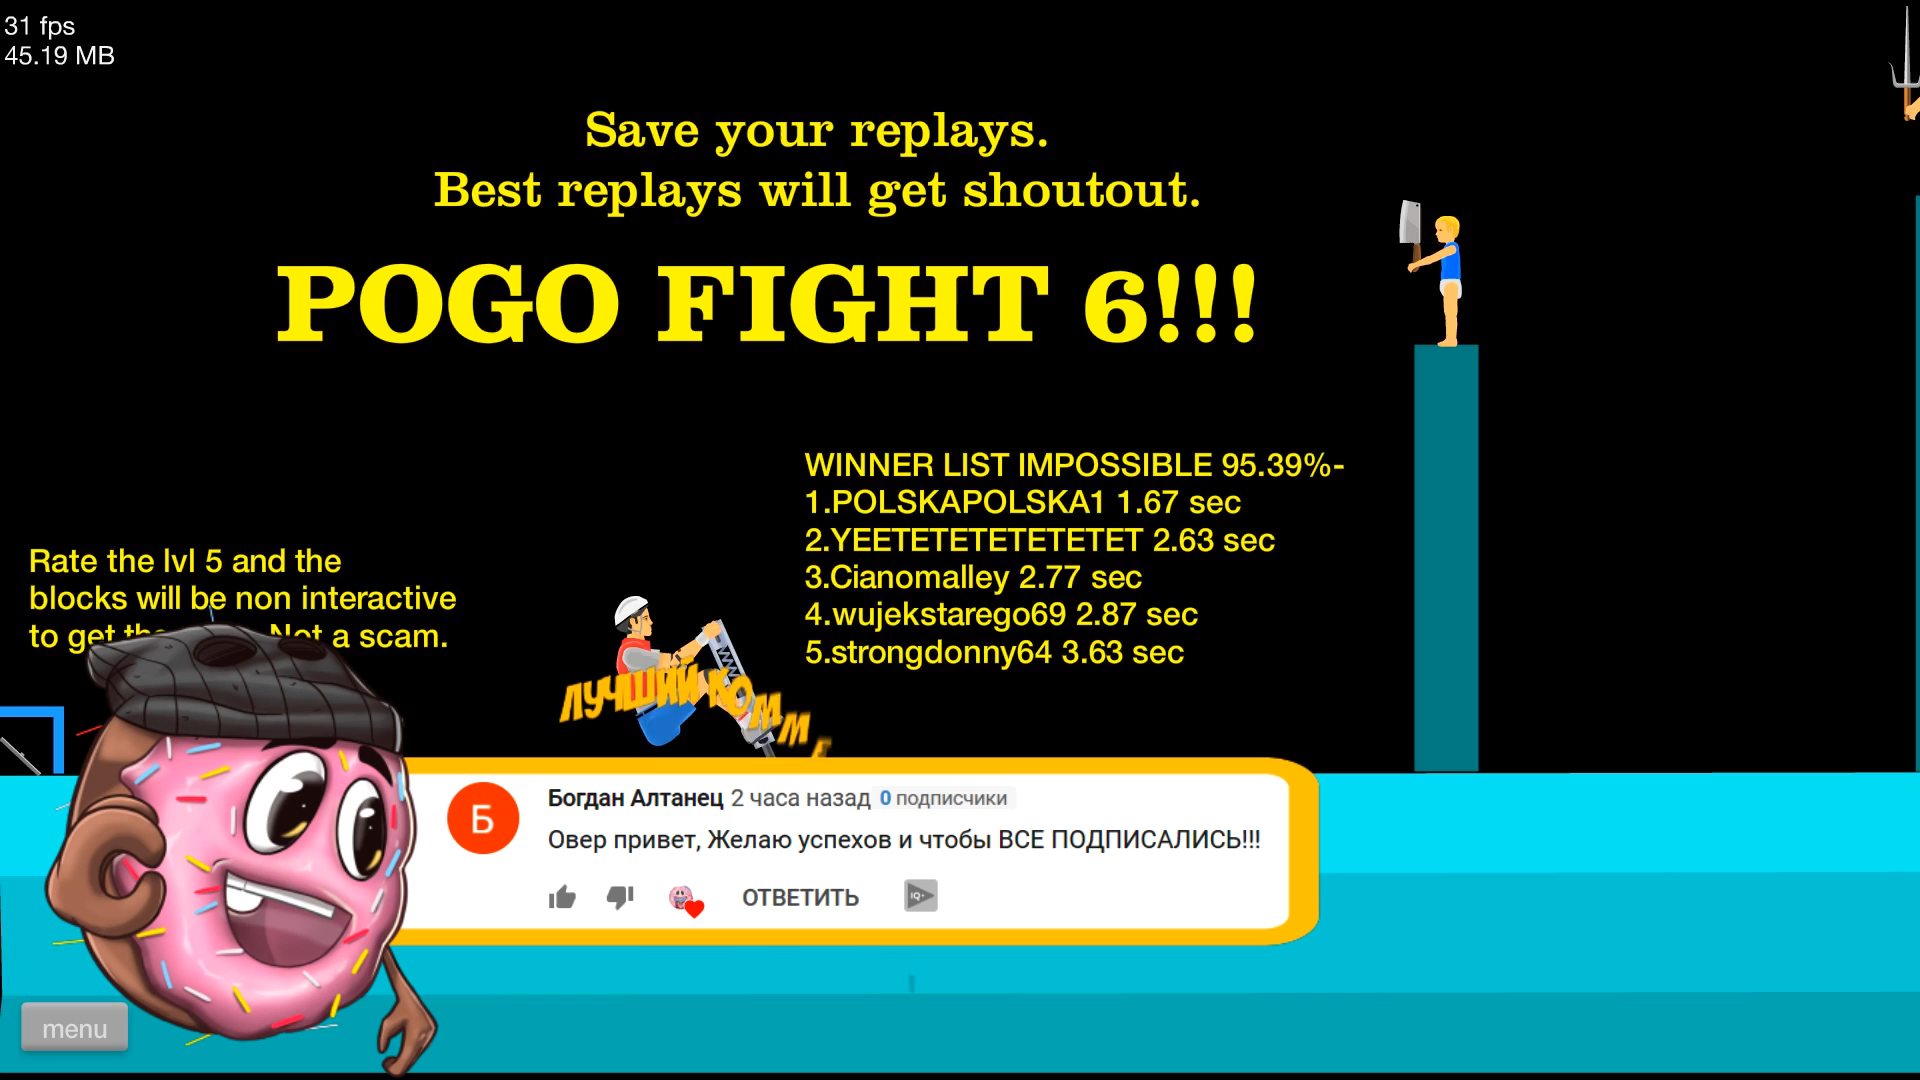 31 fps
45.19 MB
Save your replays.
Best replays will get shoutout.
POGO FIGHT 6!!!
WINNER LIST IMPOSSIBLE 95.39%-
1.POLSKAPOLSKA1 1.67 sec
2.YEETETETETETETET 2.63 sec
3.Cianomalley 2.77 sec
4.wujekstarego69 2.87 sec
5.strongdonny64 3.63 sec
Rate the lvl 5 and the
blocks will be non interactive
to get Not a scam.
ЛУЧШИЙ КОММЕ
Богдан Алтанец 2 часа назад 0 подписчики
Б
Овер привет, Желаю успехов и чтобы ВСЕ ПОДПИСАЛИСЬ!!!
ОТВЕТИТЬ
IQ+
menu